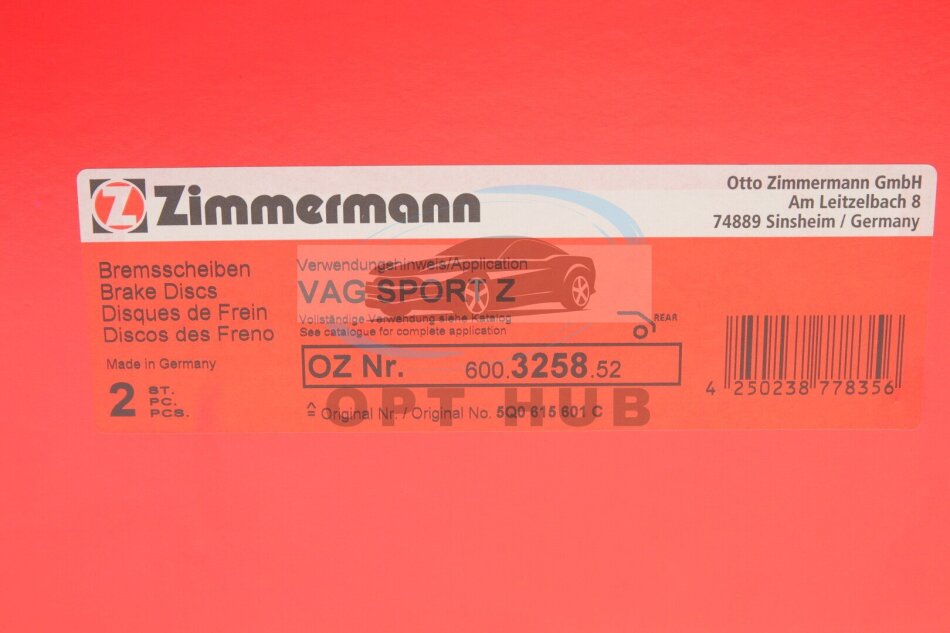 Z Zimmermann
Otto Zimmermann GmbH
Am Leitzelbach 8
74889 Sinsheim / Germany
Bremsscheiben
Brake Discs
Disques de Frein
Discos des Freno
Made in Germany
2 ST.
PC.
PCS.
Verwendungshinweis/Application
VAG SPORT Z
Vollständige Verwendung siehe Katalog
See catalogue for complete application
REAR
OZ Nr. 600.3258.52
≙ Original Nr. / Original No. 5Q0 615 601 C
4 250238 778356
OPT HUB